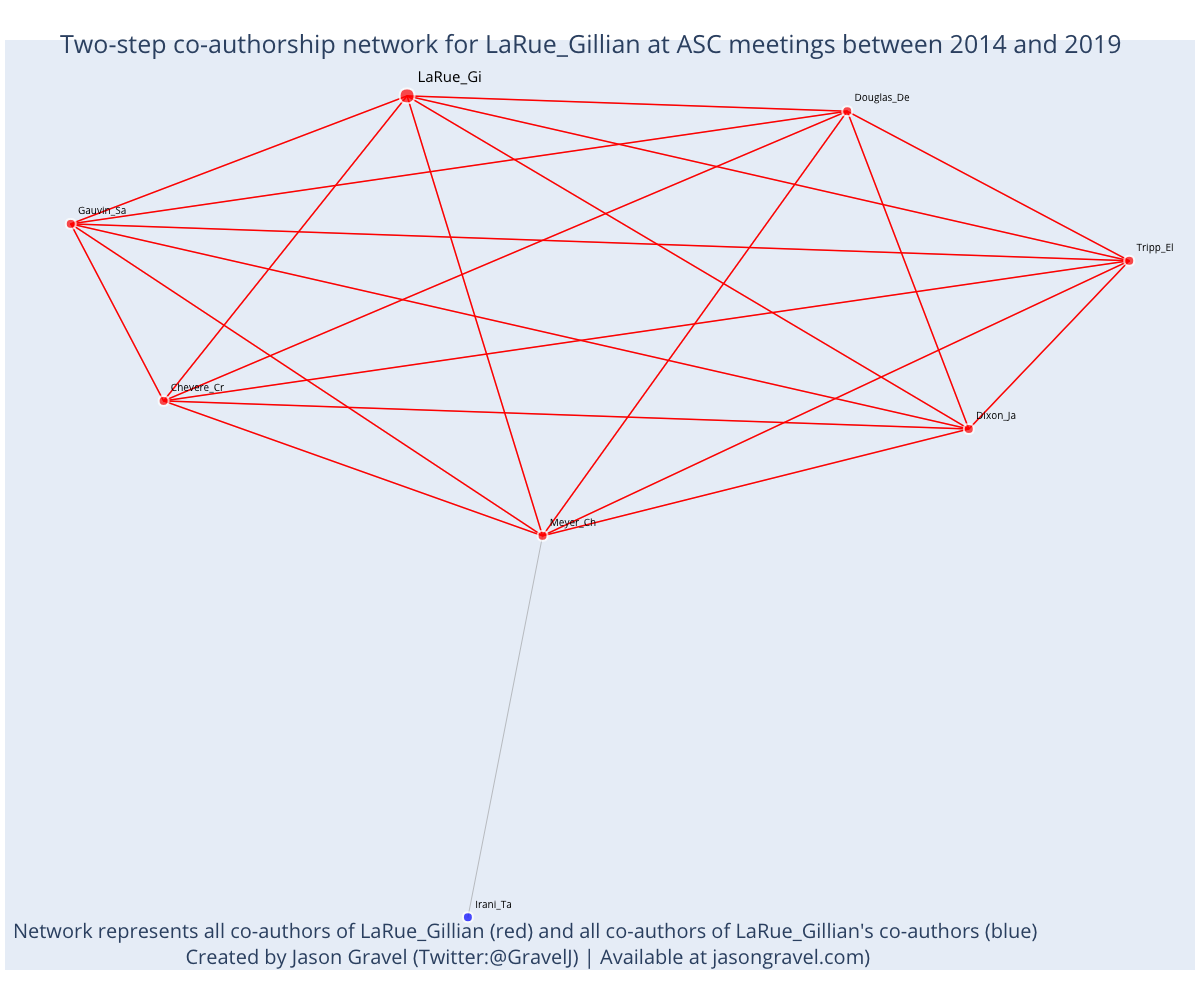 Two-step co-authorship network for LaRue_Gillian at ASC meetings between 2014 and 2019
LaRue_Gi
Douglas_De
Gauvin_Sa
Tripp_El
Chevere_Cr
Dixon_Ja
Meyer_Ch
Irani_Ta
Network represents all co-authors of LaRue_Gillian (red) and all co-authors of LaRue_Gillian's co-authors (blue)
Created by Jason Gravel (Twitter:@GravelJ) | Available at jasongravel.com)